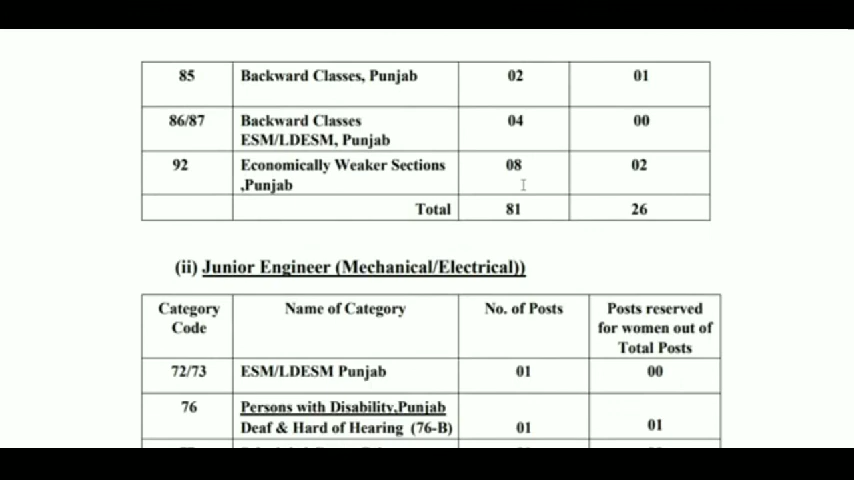 85 Backward Classes, Punjab 02 01
86/87 Backward Classes 04 00
ESM/LDESM, Punjab
92 Economically Weaker Sections 08 02
,Punjab
Total 81 26
(ii) Junior Engineer (Mechanical/Electrical))
Category Name of Category No. of Posts Posts reserved
Code for women out of
Total Posts
72/73 ESM/LDESM Punjab 01 00
76 Persons with Disability,Punjab
Deaf & Hard of Hearing (76-B) 01 01